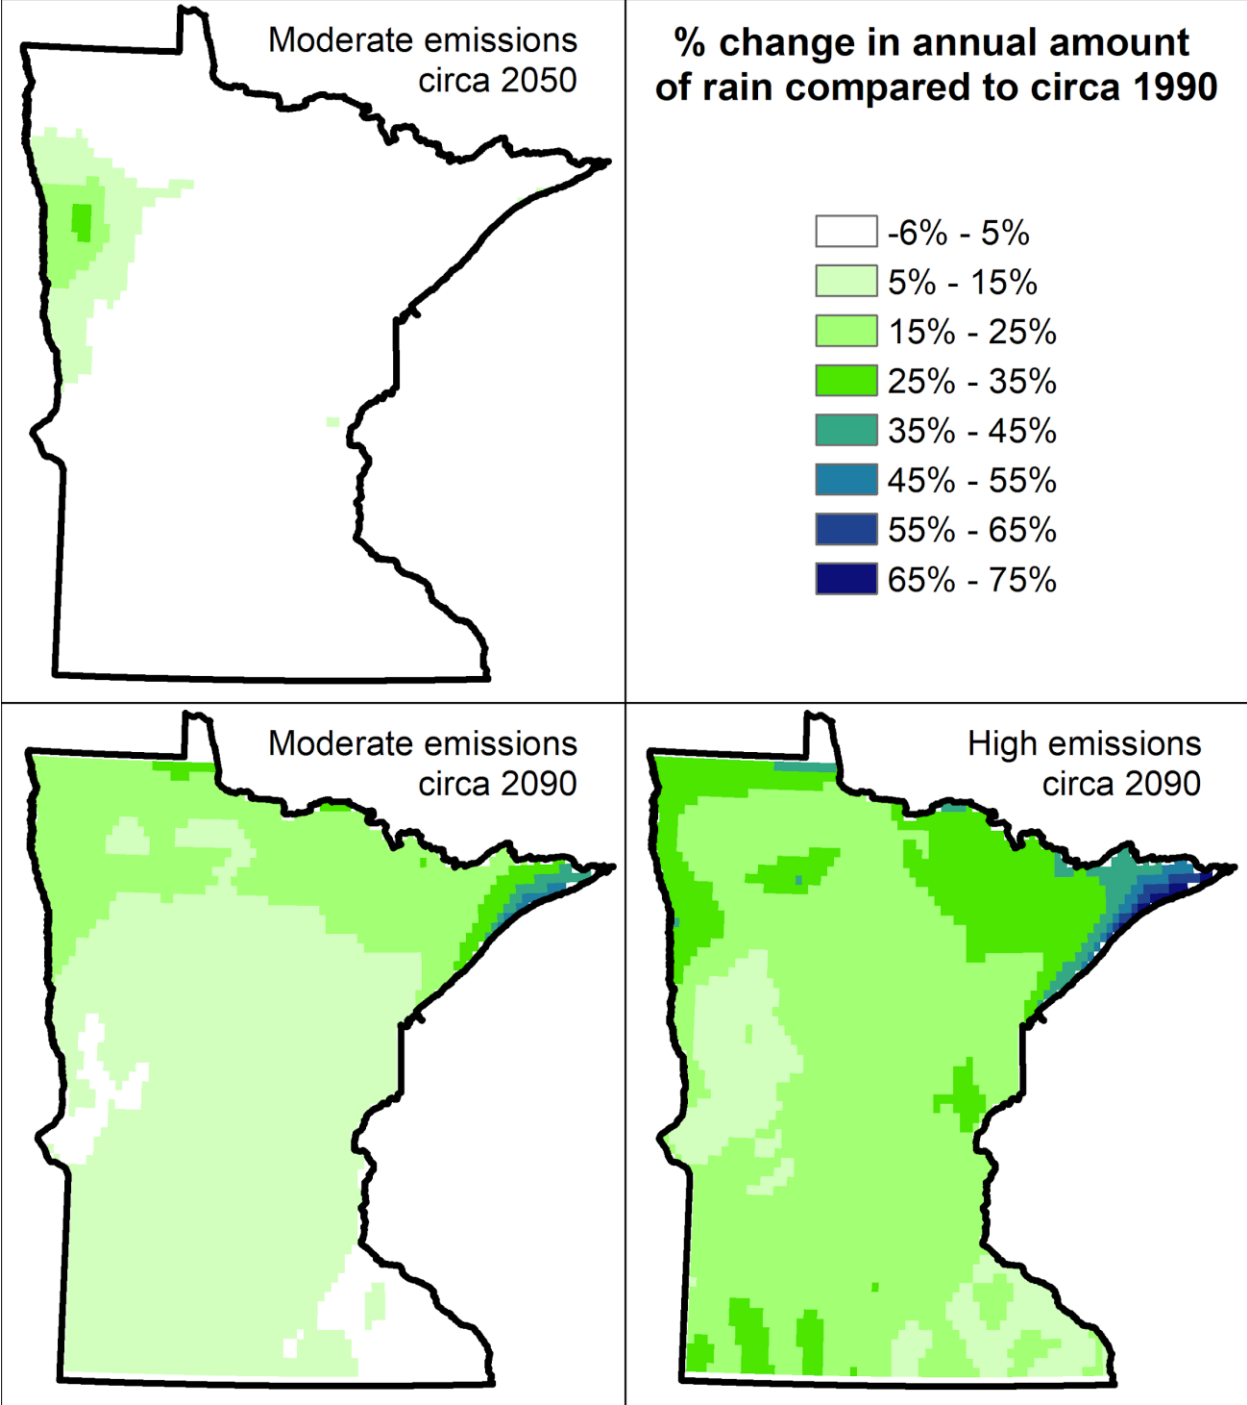 Moderate emissions
circa 2050
% change in annual amount
of rain compared to circa 1990
-6% - 5%
5% - 15%
15% - 25%
25% - 35%
35% - 45%
45% - 55%
55% - 65%
65% - 75%
Moderate emissions
circa 2090
High emissions
circa 2090